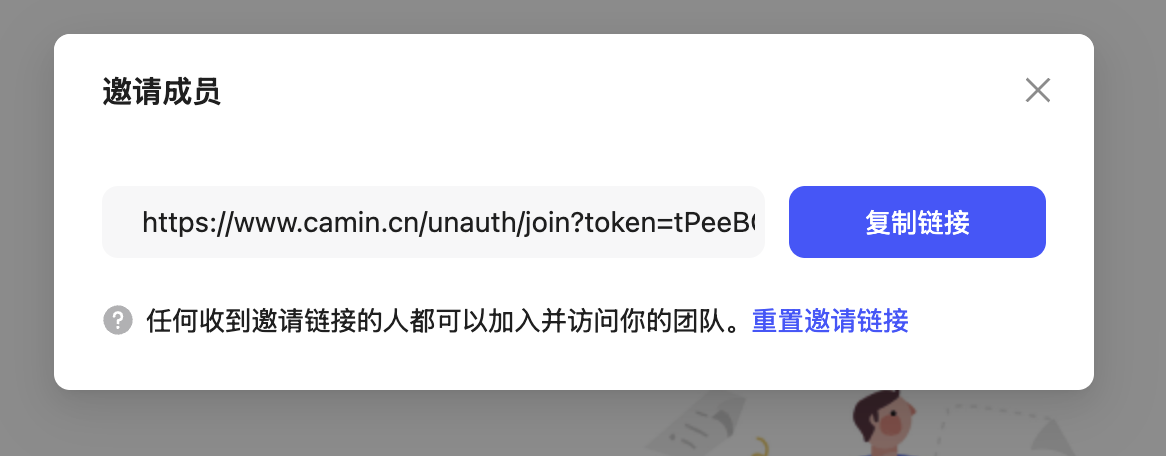 邀请成员
https://www.camin.cn/unauth/join?token=tPeeB
复制链接
任何收到邀请链接的人都可以加入并访问你的团队。重置邀请链接